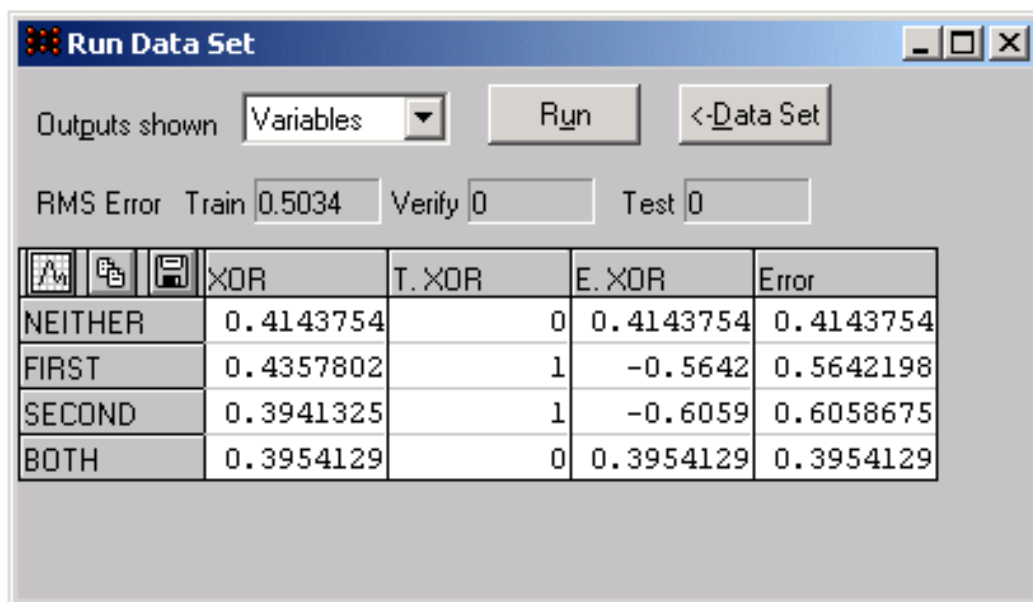 Run Data Set
Outputs shown Variables Run <-Data Set
RMS Error Train 0.5034 Verify 0 Test 0
XOR T. XOR E. XOR Error
NEITHER 0.4143754 0 0.4143754 0.4143754
FIRST 0.4357802 1 -0.5642 0.5642198
SECOND 0.3941325 1 -0.6059 0.6058675
BOTH 0.3954129 0 0.3954129 0.3954129